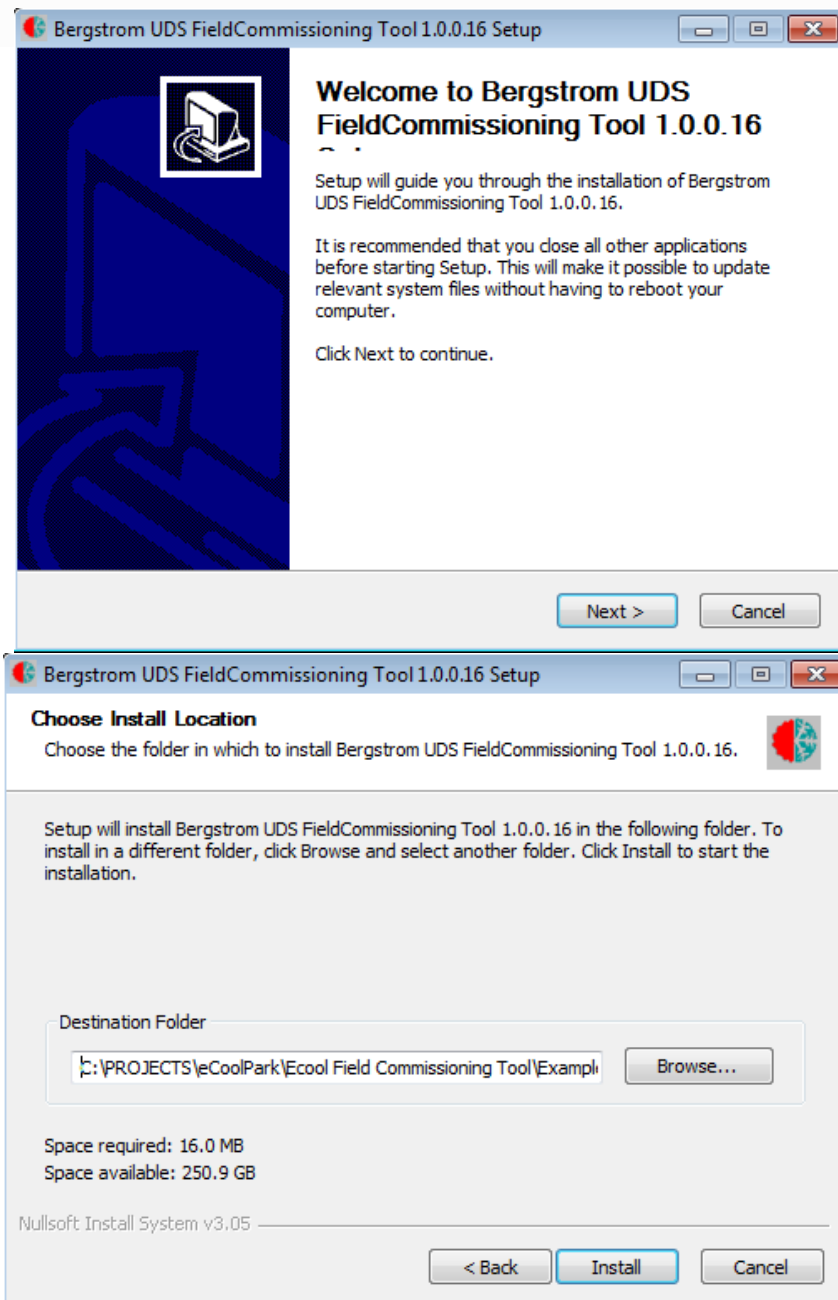 Bergstrom UDS FieldCommissioning Tool 1.0.0.16 Setup
Welcome to Bergstrom UDS
FieldCommissioning Tool 1.0.0.16
Setup will guide you through the installation of Bergstrom
UDS FieldCommissioning Tool 1.0.0.16.
It is recommended that you close all other applications
before starting Setup. This will make it possible to update
relevant system files without having to reboot your
computer.
Click Next to continue.
Next >
Cancel
Bergstrom UDS FieldCommissioning Tool 1.0.0.16 Setup
Choose Install Location
Choose the folder in which to install Bergstrom UDS FieldCommissioning Tool 1.0.0.16.
Setup will install Bergstrom UDS FieldCommissioning Tool 1.0.0.16 in the following folder. To
install in a different folder, click Browse and select another folder. Click Install to start the
installation.
Destination Folder
C:\PROJECTS\eCoolPark\Ecool Field Commissioning Tool\Exampl
Browse...
Space required: 16.0 MB
Space available: 250.9 GB
Nullsoft Install System v3.05
< Back
Install
Cancel